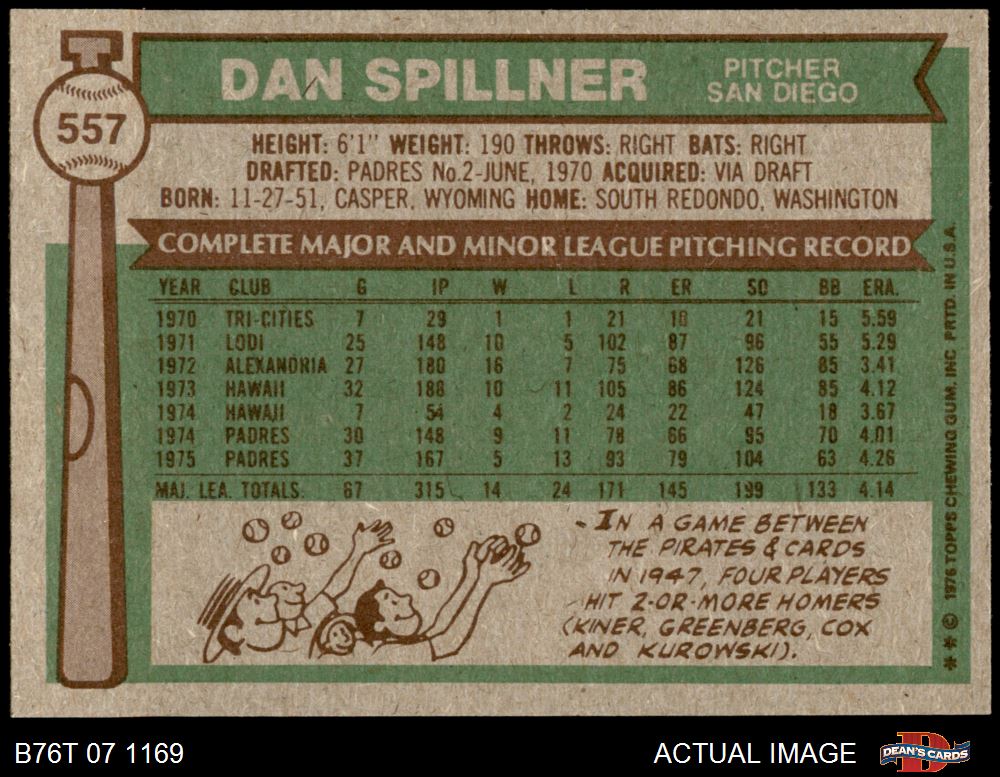 DAN SPILLNER
PITCHER
SAN DIEGO
557
HEIGHT: 6'1" WEIGHT: 190 THROWS: RIGHT BATS: RIGHT
DRAFTED: PADRES No.2-JUNE, 1970 ACQUIRED: VIA DRAFT
BORN: 11-27-51, CASPER, WYOMING HOME: SOUTH REDONDO, WASHINGTON
COMPLETE MAJOR AND MINOR LEAGUE PITCHING RECORD
YEAR CLUB G IP W L R ER SO BB ERA.
1970 TRI-CITIES 7 29 1 1 21 18 21 15 5.59
1971 LODI 25 148 10 5 102 87 96 55 5.29
1972 ALEXANDRIA 27 180 16 7 75 68 126 85 3.41
1973 HAWAII 32 188 10 11 105 86 124 85 4.12
1974 HAWAII 7 54 4 2 24 22 47 18 3.67
1974 PADRES 30 148 9 11 78 66 95 70 4.01
1975 PADRES 37 167 5 13 93 79 104 63 4.26
MAJ. LEA. TOTALS 67 315 14 24 171 145 199 133 4.14
IN A GAME BETWEEN
THE PIRATES & CARDS
IN 1947, FOUR PLAYERS
HIT 2-OR-MORE HOMERS
(KINER, GREENBERG, COX
AND KUROWSKI).
** © 1976 TOPPS CHEWING GUM, INC. PRTD. IN U.S.A.
B76T 07 1169
ACTUAL IMAGE
D
DEAN'S CARDS